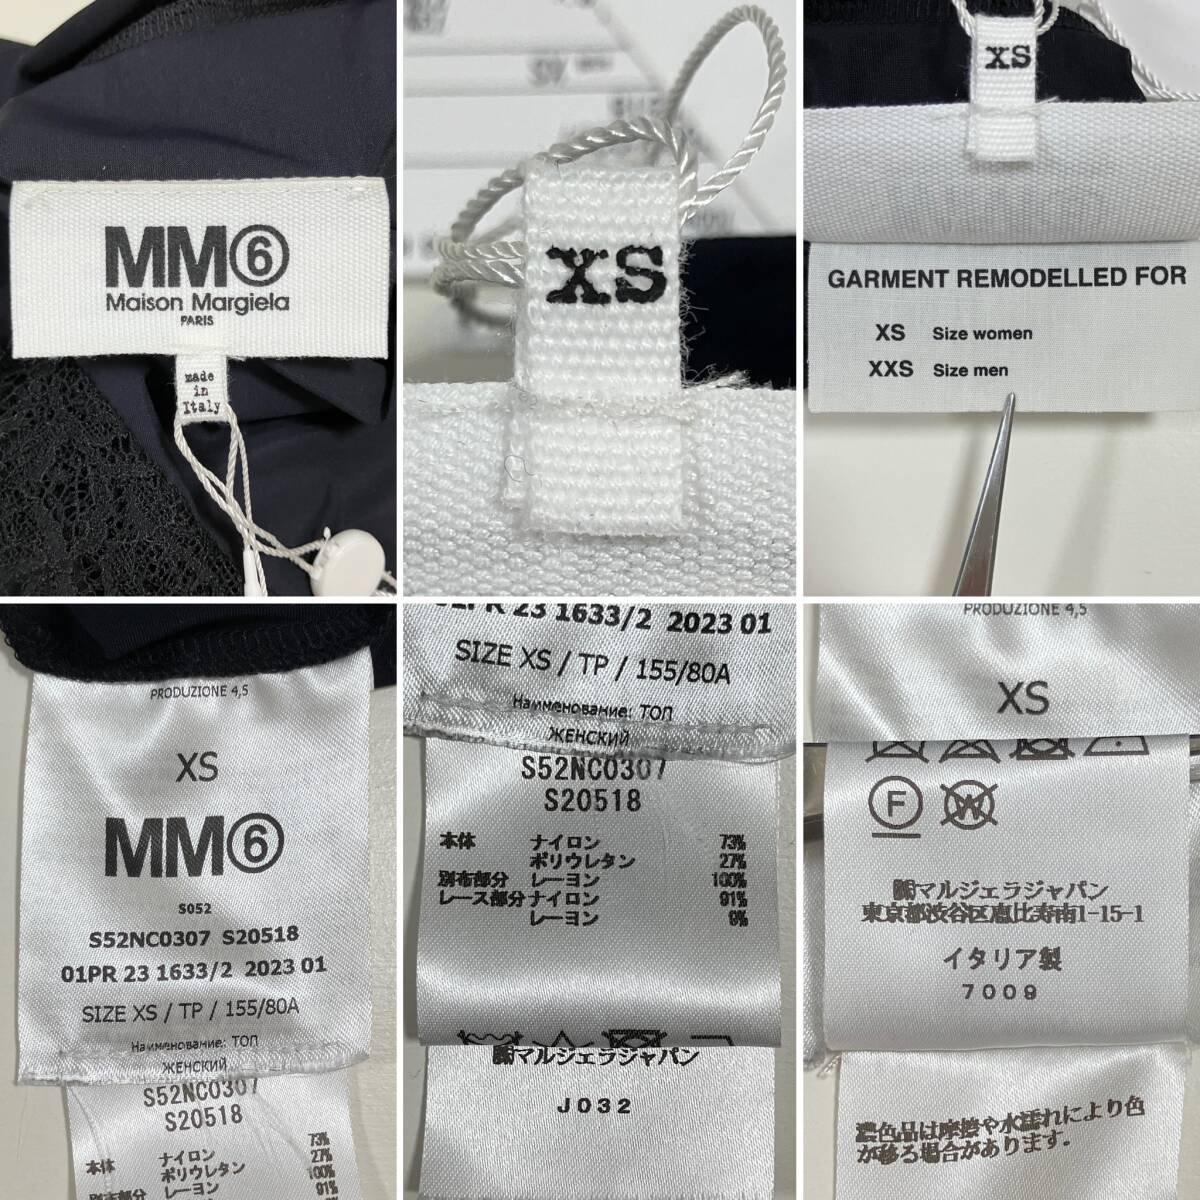 MM⑥
Maison Margiela
PARIS
made
in
Italy
XS
XS
GARMENT REMODELLED FOR
XS Size women
XXS Size men
PRODUZIONE 4,5
XS
MM⑥
S052
S52NC0307 S20518
01PR 23 1633/2 2023 01
SIZE XS / TP / 155/80A
Наименование: ТОП
ЖЕНСКИЙ
S52NC0307
S20518
73%
本体 ナイロン 27%
ポリウレタン 100%
別布部分 レーヨン 91%
01PR 23 1633/2 2023 01
SIZE XS / TP / 155/80A
Наименование: ТОП
ЖЕНСКИЙ
S52NC0307
S20518
本体 ナイロン 73%
ポリウレタン 27%
別布部分 レーヨン 100%
レース部分 ナイロン 91%
レーヨン 9%
㈱マルジェラジャパン
J032
PRODUZIONE 4,5
XS
F
W
㈱マルジェラジャパン
東京都渋谷区恵比寿南1-15-1
イタリア製
7009
濃色品は摩擦や水濡れにより色
が移る場合があります.